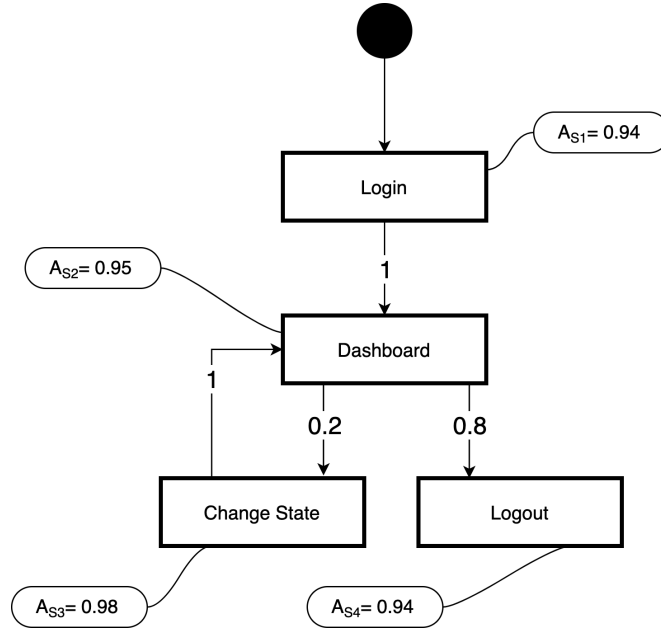 A_S1= 0.94
Login
1
A_S2= 0.95
Dashboard
1
0.2
0.8
Change State
Logout
A_S3= 0.98
A_S4= 0.94